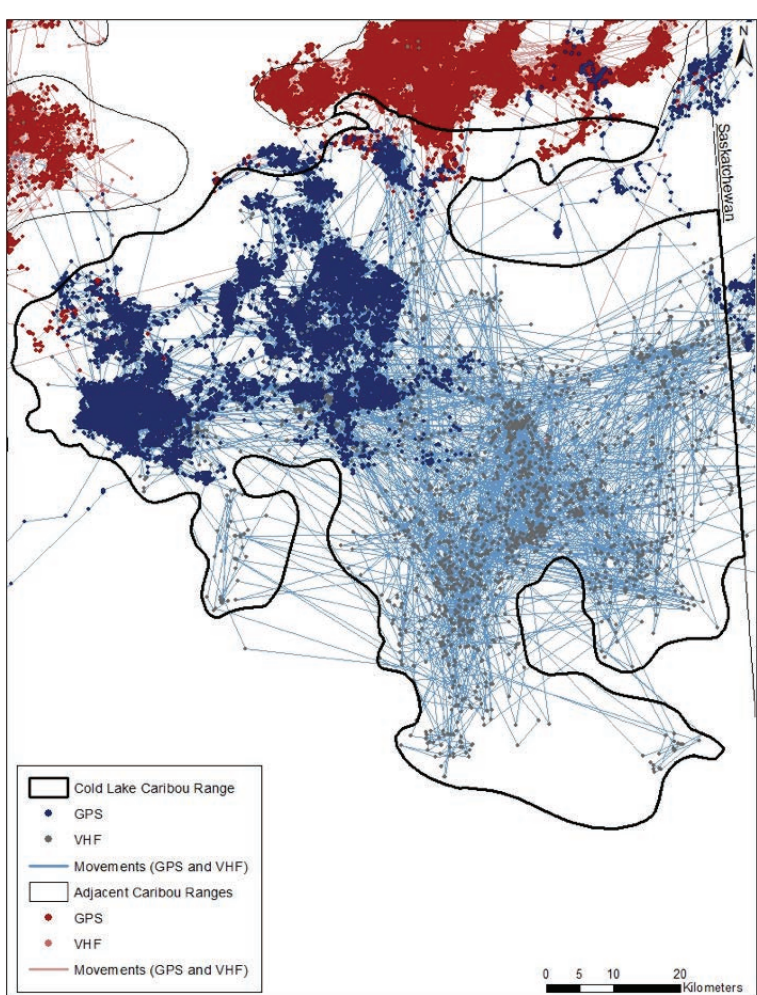 N
Saskatchewan
Cold Lake Caribou Range
GPS
VHF
Movements (GPS and VHF)
Adjacent Caribou Ranges
GPS
VHF
Movements (GPS and VHF)
0 5 10 20
Kilometers